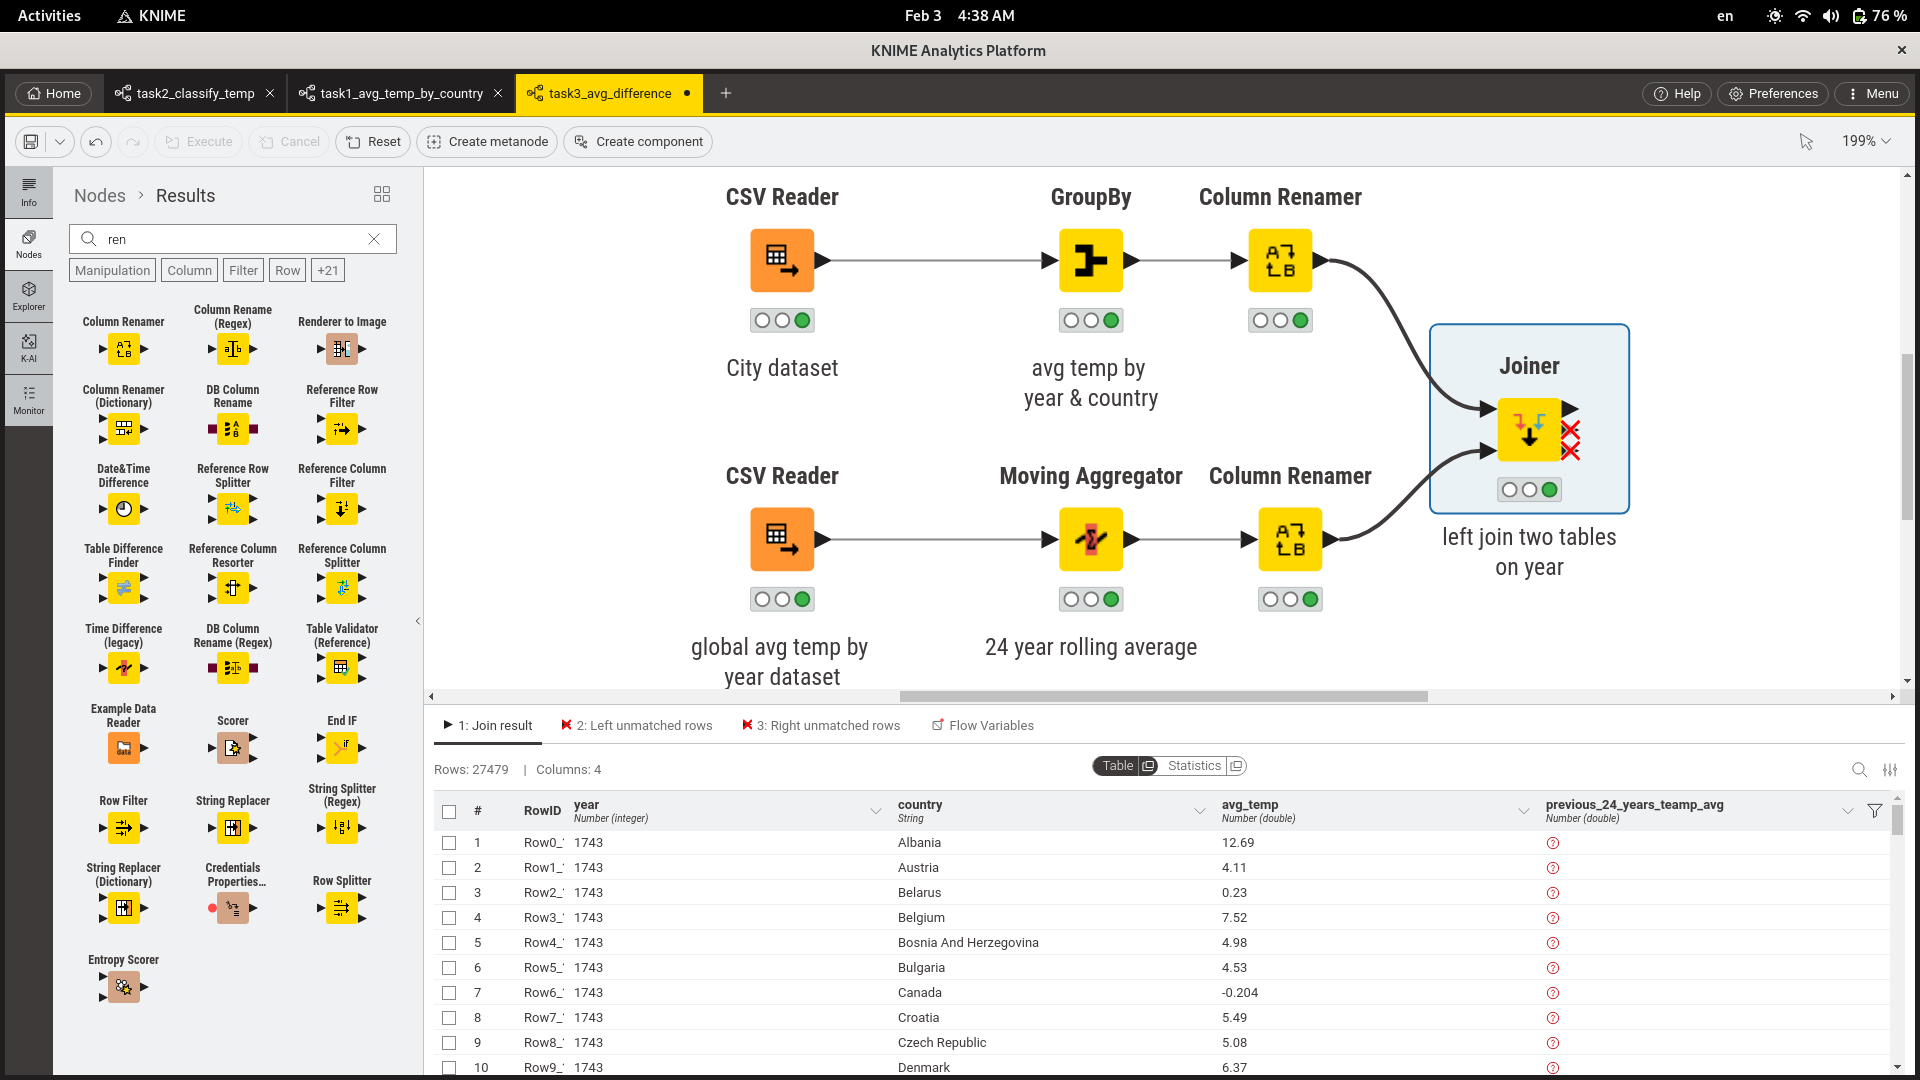 Activities
KNIME
Feb 3 4:38 AM
en
76 %
KNIME Analytics Platform
Home
task2_classify_temp
task1_avg_temp_by_country
task3_avg_difference
Help
Preferences
Menu
Execute
Cancel
Reset
Create metanode
Create component
199%
Info
Nodes
Explorer
K-AI
Monitor
Nodes > Results
ren
Manipulation
Column
Filter
Row
+21
Column Renamer
Column Rename
(Regex)
Renderer to Image
Column Renamer
(Dictionary)
DB Column
Rename
Reference Row
Filter
Date&Time
Difference
Reference Row
Splitter
Reference Column
Filter
Table Difference
Finder
Reference Column
Resorter
Reference Column
Splitter
Time Difference
(legacy)
DB Column
Rename (Regex)
Table Validator
(Reference)
Example Data
Reader
Scorer
End IF
Row Filter
String Replacer
String Splitter
(Regex)
String Replacer
(Dictionary)
Credentials
Properties...
Row Splitter
Entropy Scorer
CSV Reader
City dataset
GroupBy
avg temp by
year & country
Column Renamer
Joiner
left join two tables
on year
CSV Reader
global avg temp by
year dataset
Moving Aggregator
24 year rolling average
Column Renamer
1: Join result
2: Left unmatched rows
3: Right unmatched rows
Flow Variables
Rows: 27479 | Columns: 4
Table
Statistics
# RowID year country avg_temp previous_24_years_teamp_avg
Number (integer) String Number (double) Number (double)
1 Row0_ 1743 Albania 12.69
2 Row1_ 1743 Austria 4.11
3 Row2_ 1743 Belarus 0.23
4 Row3_ 1743 Belgium 7.52
5 Row4_ 1743 Bosnia And Herzegovina 4.98
6 Row5_ 1743 Bulgaria 4.53
7 Row6_ 1743 Canada -0.204
8 Row7_ 1743 Croatia 5.49
9 Row8_ 1743 Czech Republic 5.08
10 Row9_ 1743 Denmark 6.37